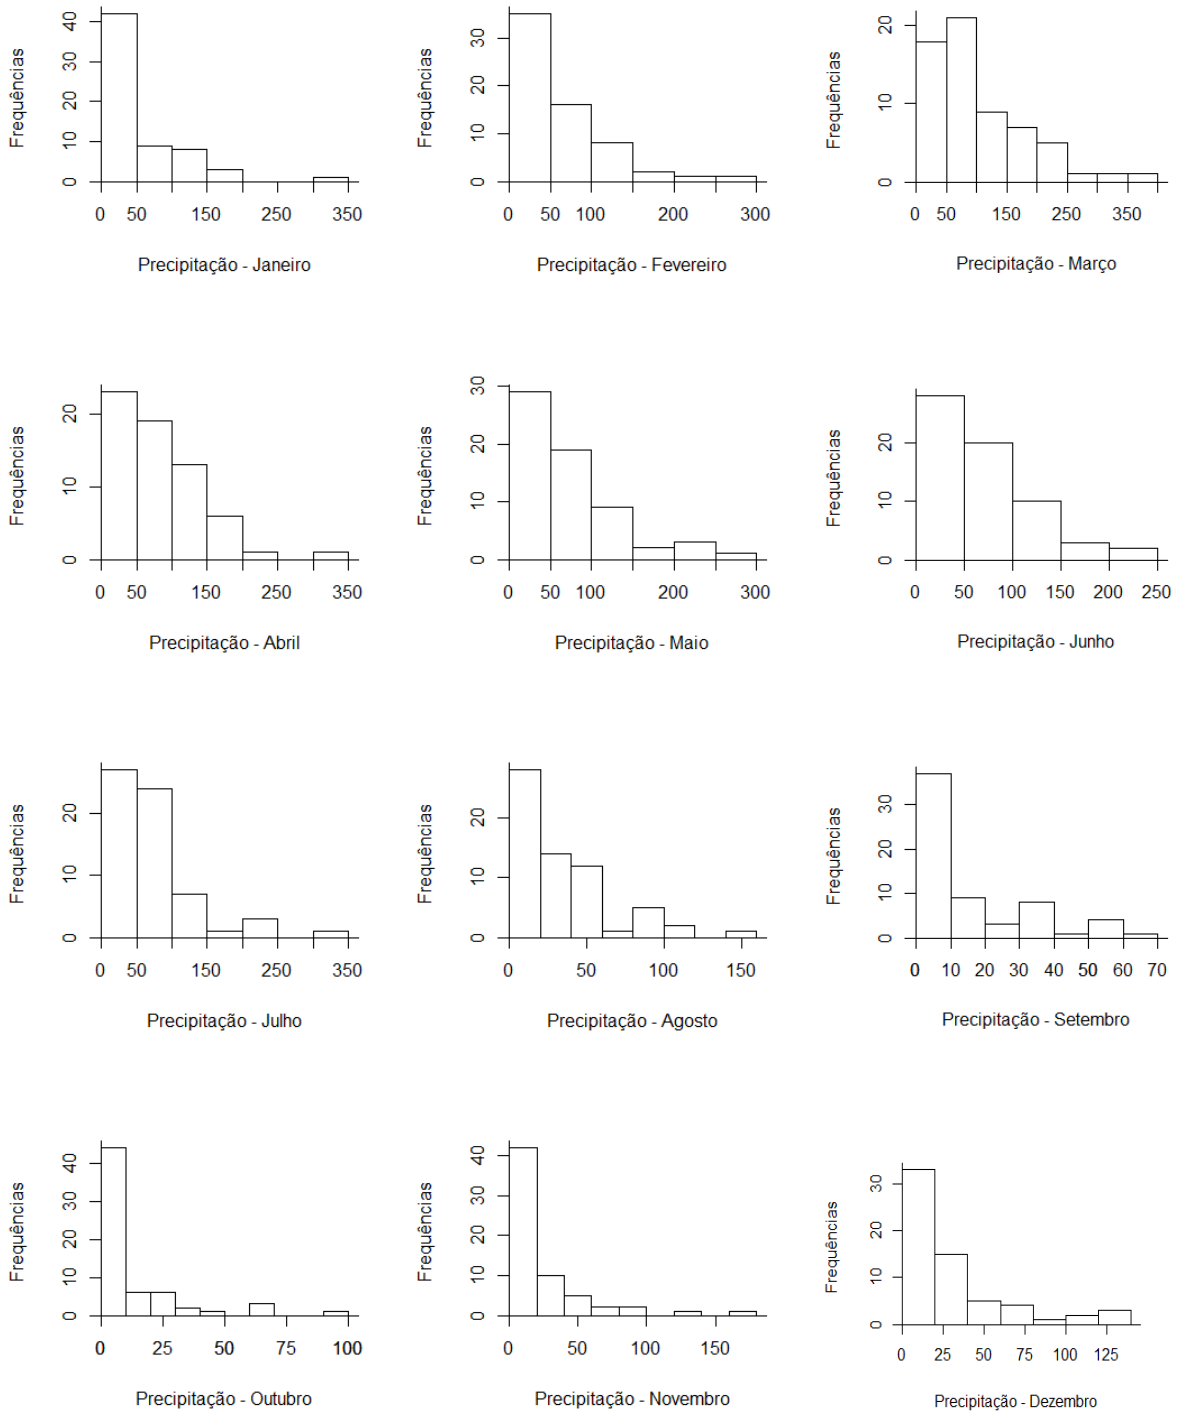 Frequências
40
30
20
10
0
0 50 150 250 350
Precipitação - Janeiro
Frequências
30
20
10
0
0 50 100 200 300
Precipitação - Fevereiro
Frequências
20
10
0
0 50 150 250 350
Precipitação - Março
Frequências
20
10
0
0 50 150 250 350
Precipitação - Abril
Frequências
30
20
10
0
0 50 100 200 300
Precipitação - Maio
Frequências
20
10
0
0 50 100 150 200 250
Precipitação - Junho
Frequências
20
10
0
0 50 150 250 350
Precipitação - Julho
Frequências
20
10
0
0 50 100 150
Precipitação - Agosto
Frequências
30
20
10
0
0 10 20 30 40 50 60 70
Precipitação - Setembro
Frequências
40
30
20
10
0
0 25 50 75 100
Precipitação - Outubro
Frequências
40
30
20
10
0
0 50 100 150
Precipitação - Novembro
Frequências
30
20
10
0
0 25 50 75 100 125
Precipitação - Dezembro